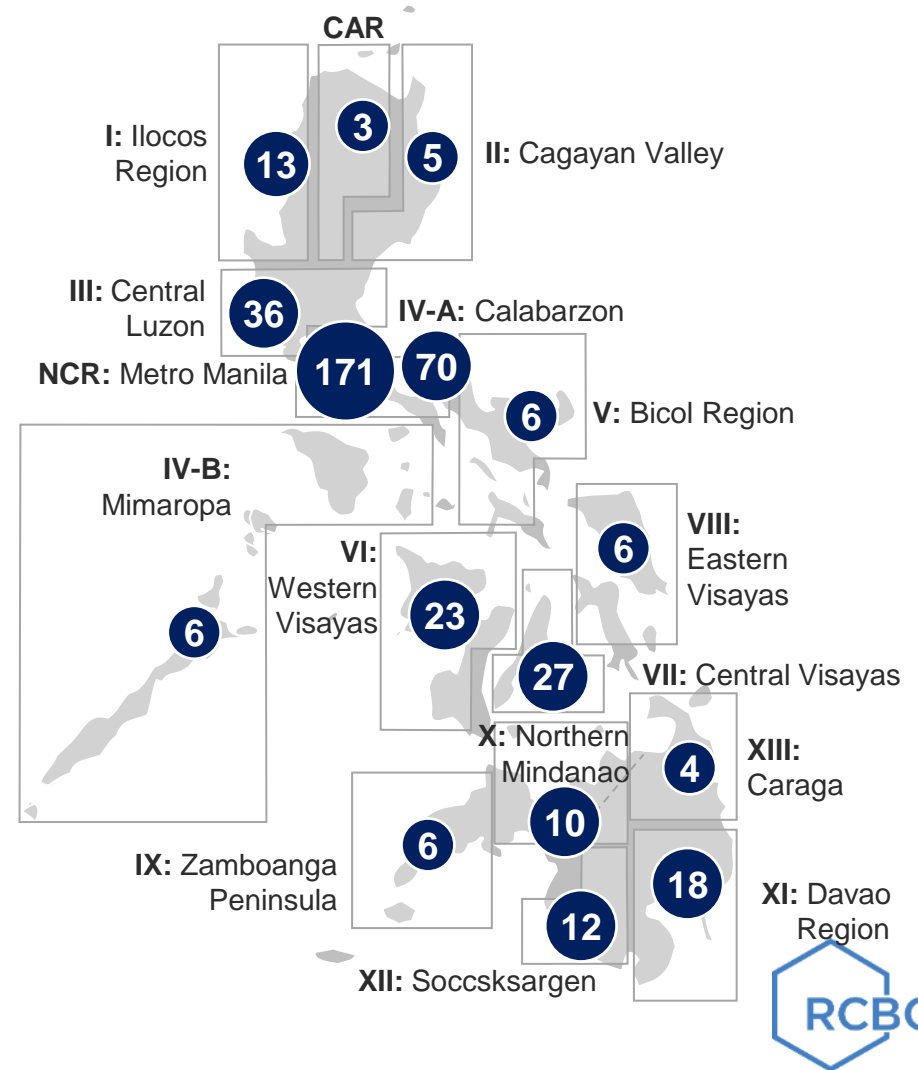 CAR
3
I: Ilocos
Region
13
5
II: Cagayan Valley
III: Central
Luzon
36
IV-A: Calabarzon
NCR: Metro Manila
171
70
6
V: Bicol Region
IV-B:
Mimaropa
6
VI:
Western
Visayas
23
6
VIII:
Eastern
Visayas
27
VII: Central Visayas
X: Northern
Mindanao
10
4
XIII:
Caraga
IX: Zamboanga
Peninsula
6
18
XI: Davao
Region
12
XII: Soccsksargen
RCBC